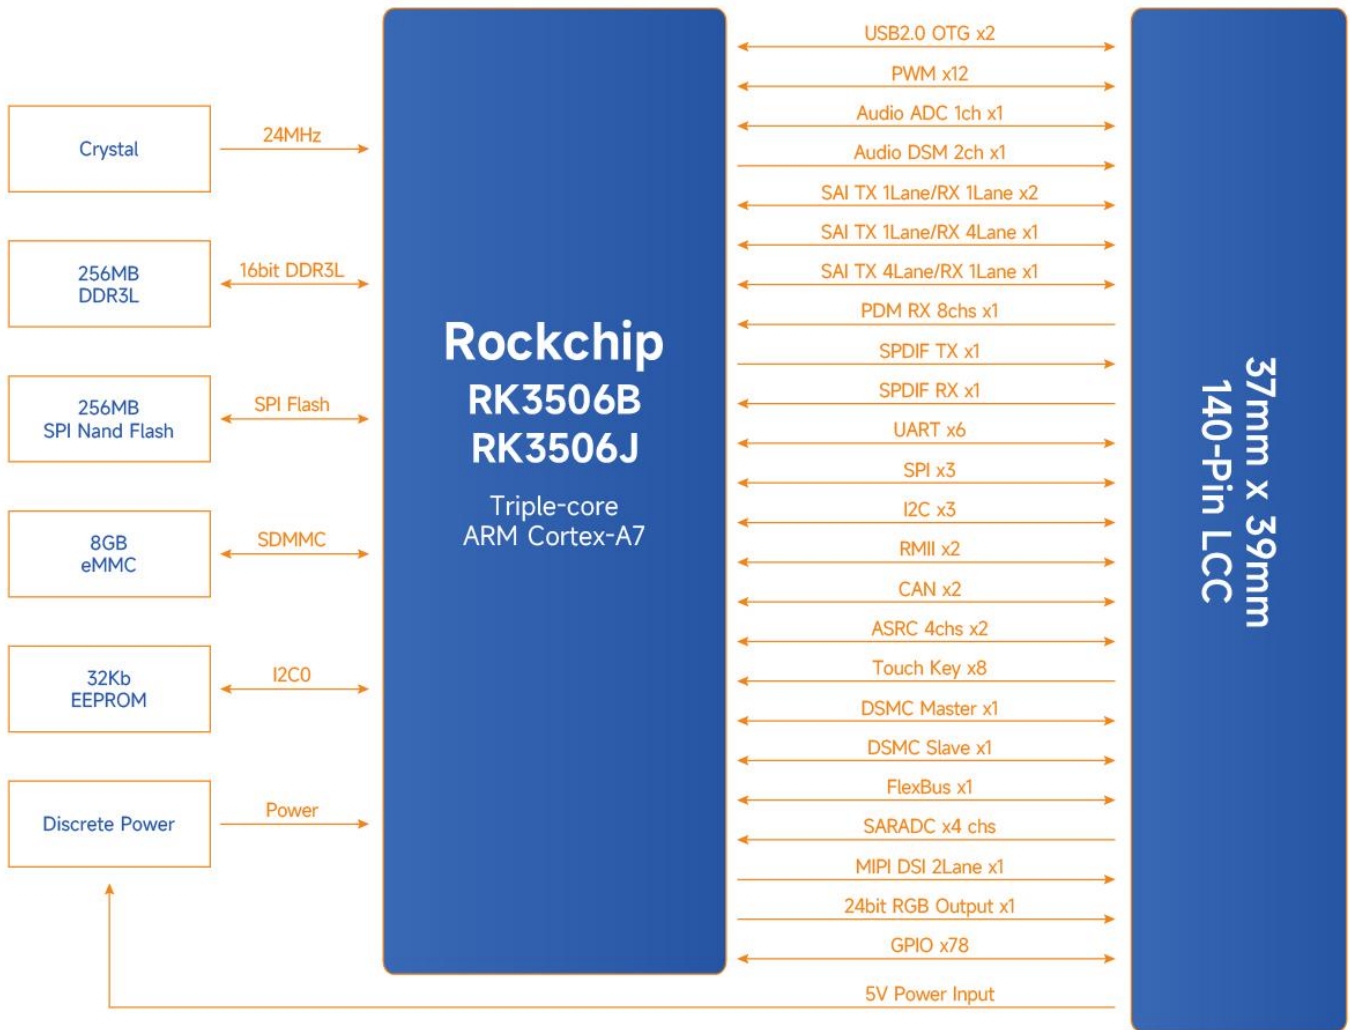 Crystal
24MHz
256MB
DDR3L
16bit DDR3L
256MB
SPI Nand Flash
SPI Flash
8GB
eMMC
SDMMC
32Kb
EEPROM
I2C0
Discrete Power
Power
Rockchip
RK3506B
RK3506J
Triple-core
ARM Cortex-A7
USB2.0 OTG x2
PWM x12
Audio ADC 1ch x1
Audio DSM 2ch x1
SAI TX 1Lane/RX 1Lane x2
SAI TX 1Lane/RX 4Lane x1
SAI TX 4Lane/RX 1Lane x1
PDM RX 8chs x1
SPDIF TX x1
SPDIF RX x1
UART x6
SPI x3
I2C x3
RMII x2
CAN x2
ASRC 4chs x2
Touch Key x8
DSMC Master x1
DSMC Slave x1
FlexBus x1
SARADC x4 chs
MIPI DSI 2Lane x1
24bit RGB Output x1
GPIO x78
5V Power Input
37mm x 39mm
140-Pin LCC